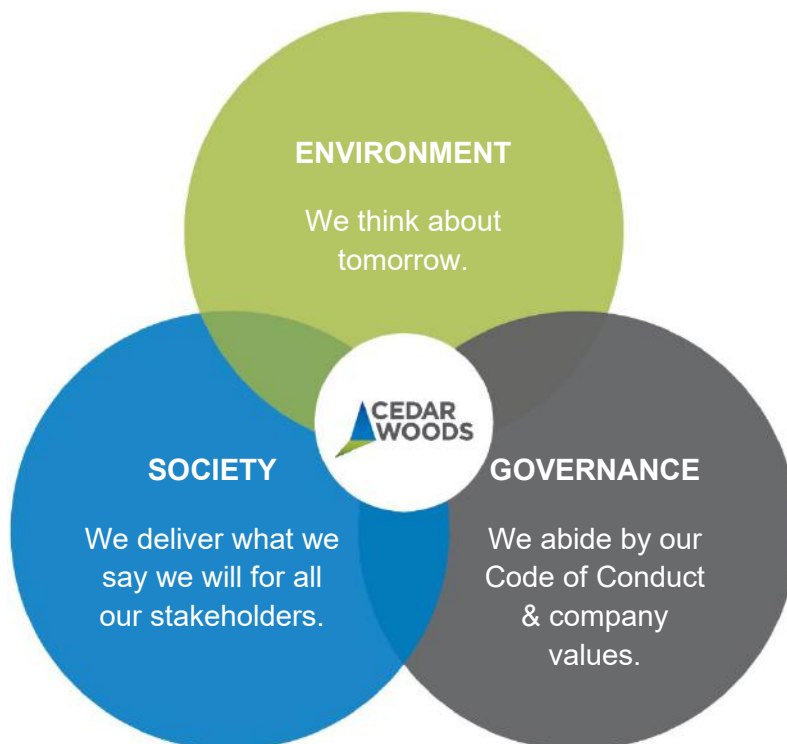 ENVIRONMENT
We think about
tomorrow.
CEDAR
WOODS
SOCIETY
We deliver what we
say we will for all
our stakeholders.
GOVERNANCE
We abide by our
Code of Conduct
& company
values.